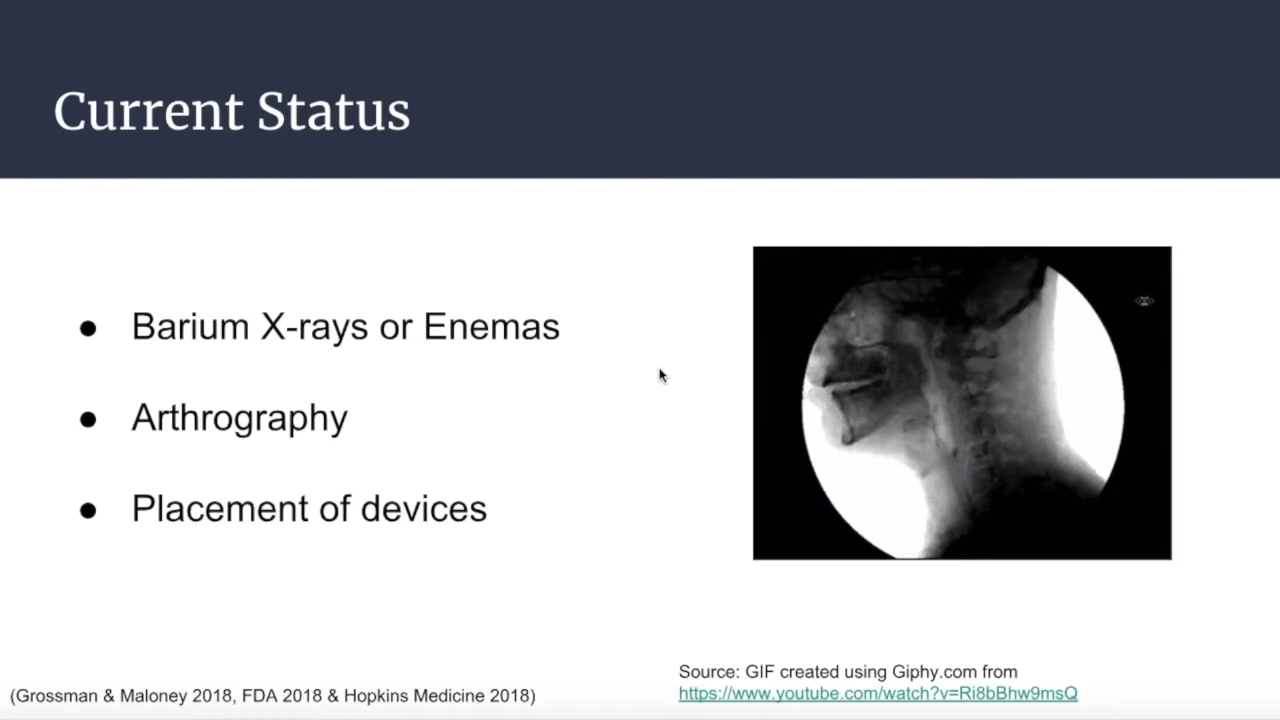 Current Status
● Barium X-rays or Enemas
● Arthrography
● Placement of devices
Source: GIF created using Giphy.com from
https://www.youtube.com/watch?v=Ri8bBhw9msQ
(Grossman & Maloney 2018, FDA 2018 & Hopkins Medicine 2018)